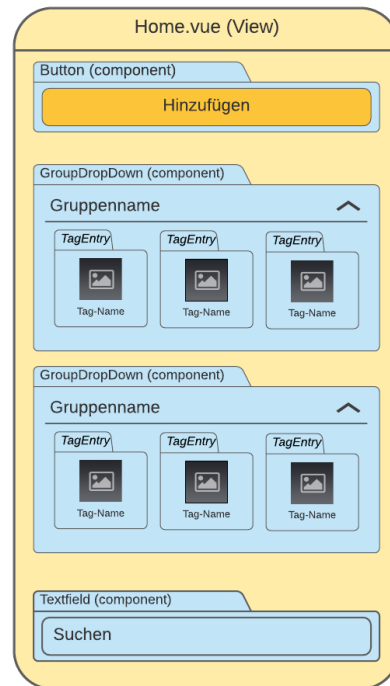 Home.vue (View)
Button (component)
Hinzufügen
GroupDropDown (component)
Gruppenname
TagEntry TagEntry TagEntry
Tag-Name Tag-Name Tag-Name
GroupDropDown (component)
Gruppenname
TagEntry TagEntry TagEntry
Tag-Name Tag-Name Tag-Name
Textfield (component)
Suchen